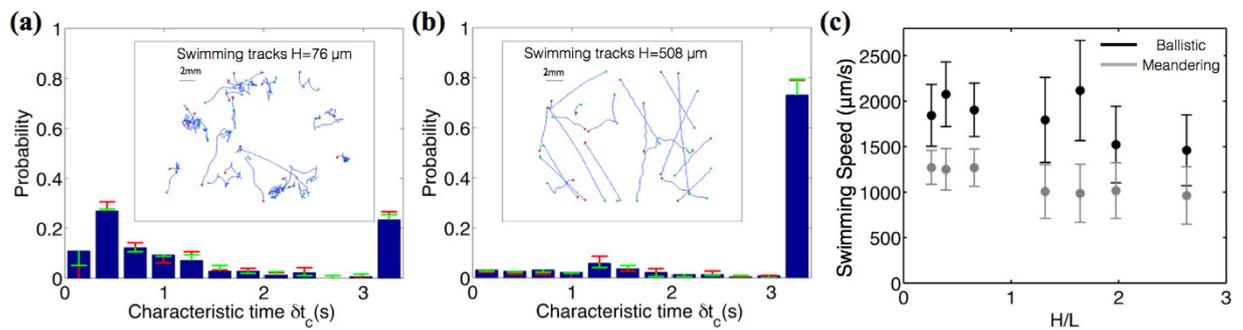 (a)
Probability
1
0.8
0.6
0.4
0.2
0
Swimming tracks H=76 μm
2mm
0 1 2 3
Characteristic time δt_c(s)
(b)
Probability
1
0.8
0.6
0.4
0.2
0
Swimming tracks H=508 μm
2mm
0 1 2 3
Characteristic time δt_c(s)
(c)
Swimming Speed (μm/s)
2500
2000
1500
1000
500
0
Ballistic
Meandering
0 1 2 3
H/L